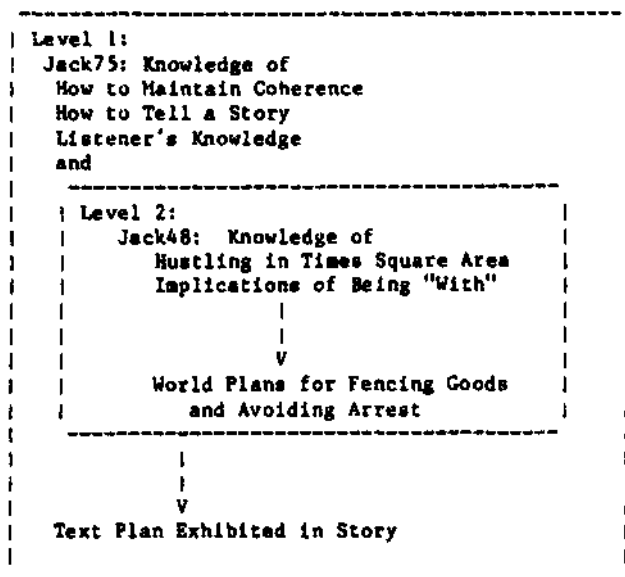 Level 1:
Jack75: Knowledge of
How to Maintain Coherence
How to Tell a Story
Listener's Knowledge
and
Level 2:
Jack48: Knowledge of
Hustling in Times Square Area
Implications of Being "With"
V
World Plans for Fencing Goods
and Avoiding Arrest
V
Text Plan Exhibited in Story